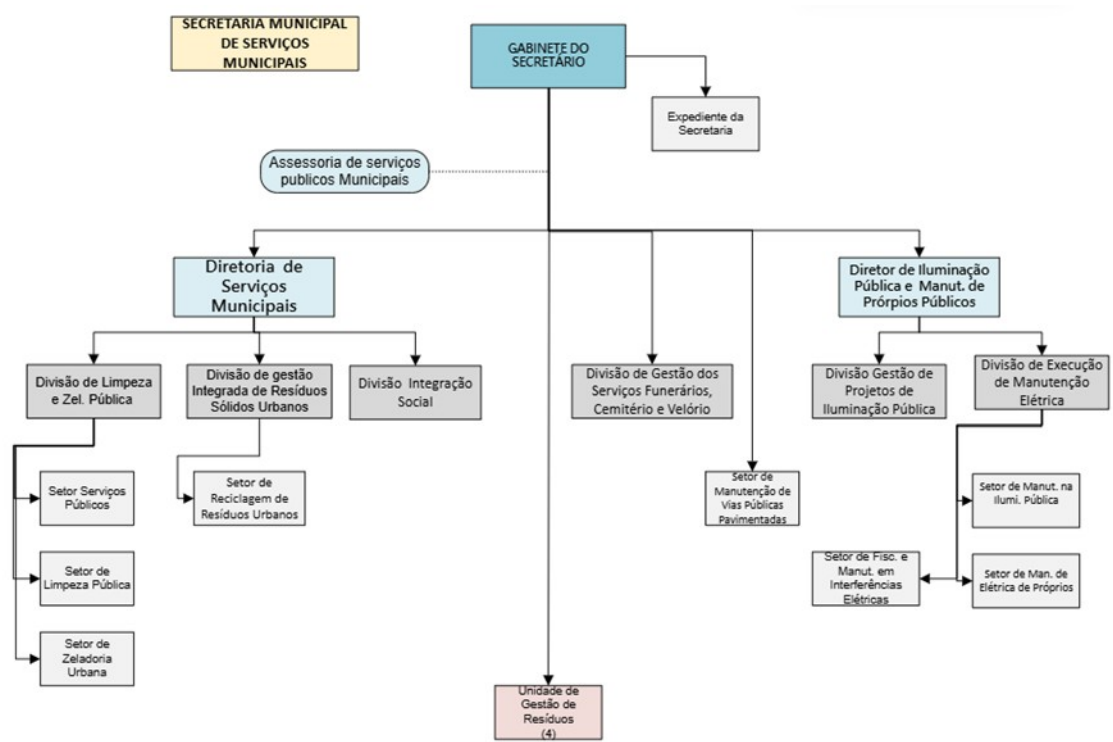 SECRETARIA MUNICIPAL
DE SERVIÇOS
MUNICIPAIS
GABINETE DO
SECRETÁRIO
Expediente da
Secretaria
Assessoria de serviços
publicos Municipais
Diretoria de
Serviços
Municipais
Diretor de Iluminação
Pública e Manut. de
Prórpios Públicos
Divisão de Limpeza
e Zel. Pública
Divisão de gestão
Integrada de Resíduos
Sólidos Urbanos
Divisão Integração
Social
Divisão de Gestão dos
Serviços Funerários,
Cemitério e Velório
Divisão Gestão de
Projetos de
Iluminação Pública
Divisão de Execução
de Manutenção
Elétrica
Setor Serviços
Públicos
Setor de
Reciclagem de
Resíduos Urbanos
Setor de
Manutenção de
Vias Públicas
Pavimentadas
Setor de Manut. na
Ilumi. Pública
Setor de
Limpeza Pública
Setor de Fisc. e
Manut. em
Interferências
Elétricas
Setor de Man. de
Elétrica de Próprios
Setor de
Zeladoria
Urbana
Unidade de
Gestão de
Resíduos
(4)